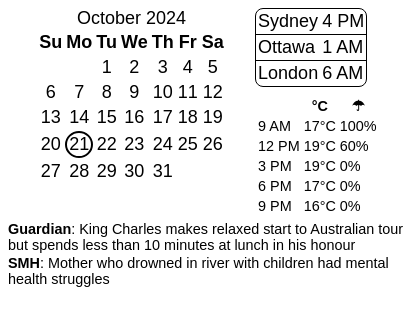 October 2024
Su Mo Tu We Th Fr Sa
1 2 3 4 5
6 7 8 9 10 11 12
13 14 15 16 17 18 19
20 21 22 23 24 25 26
27 28 29 30 31
Sydney 4 PM
Ottawa 1 AM
London 6 AM
°C ☂
9 AM 17°C 100%
12 PM 19°C 60%
3 PM 19°C 0%
6 PM 17°C 0%
9 PM 16°C 0%
Guardian: King Charles makes relaxed start to Australian tour
but spends less than 10 minutes at lunch in his honour
SMH: Mother who drowned in river with children had mental
health struggles